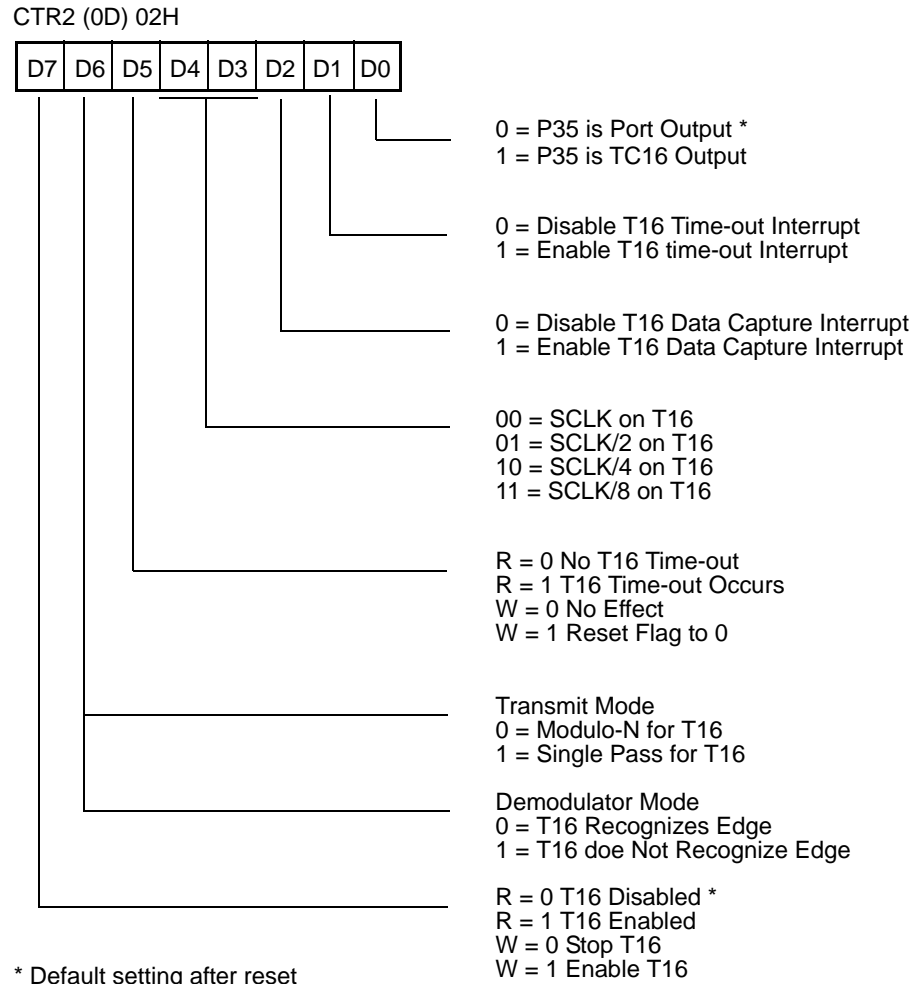 CTR2 (0D) 02H
D7 D6 D5 D4 D3 D2 D1 D0
0 = P35 is Port Output *
1 = P35 is TC16 Output
0 = Disable T16 Time-out Interrupt
1 = Enable T16 time-out Interrupt
0 = Disable T16 Data Capture Interrupt
1 = Enable T16 Data Capture Interrupt
00 = SCLK on T16
01 = SCLK/2 on T16
10 = SCLK/4 on T16
11 = SCLK/8 on T16
R = 0 No T16 Time-out
R = 1 T16 Time-out Occurs
W = 0 No Effect
W = 1 Reset Flag to 0
Transmit Mode
0 = Modulo-N for T16
1 = Single Pass for T16
Demodulator Mode
0 = T16 Recognizes Edge
1 = T16 doe Not Recognize Edge
R = 0 T16 Disabled *
R = 1 T16 Enabled
W = 0 Stop T16
W = 1 Enable T16
* Default setting after reset